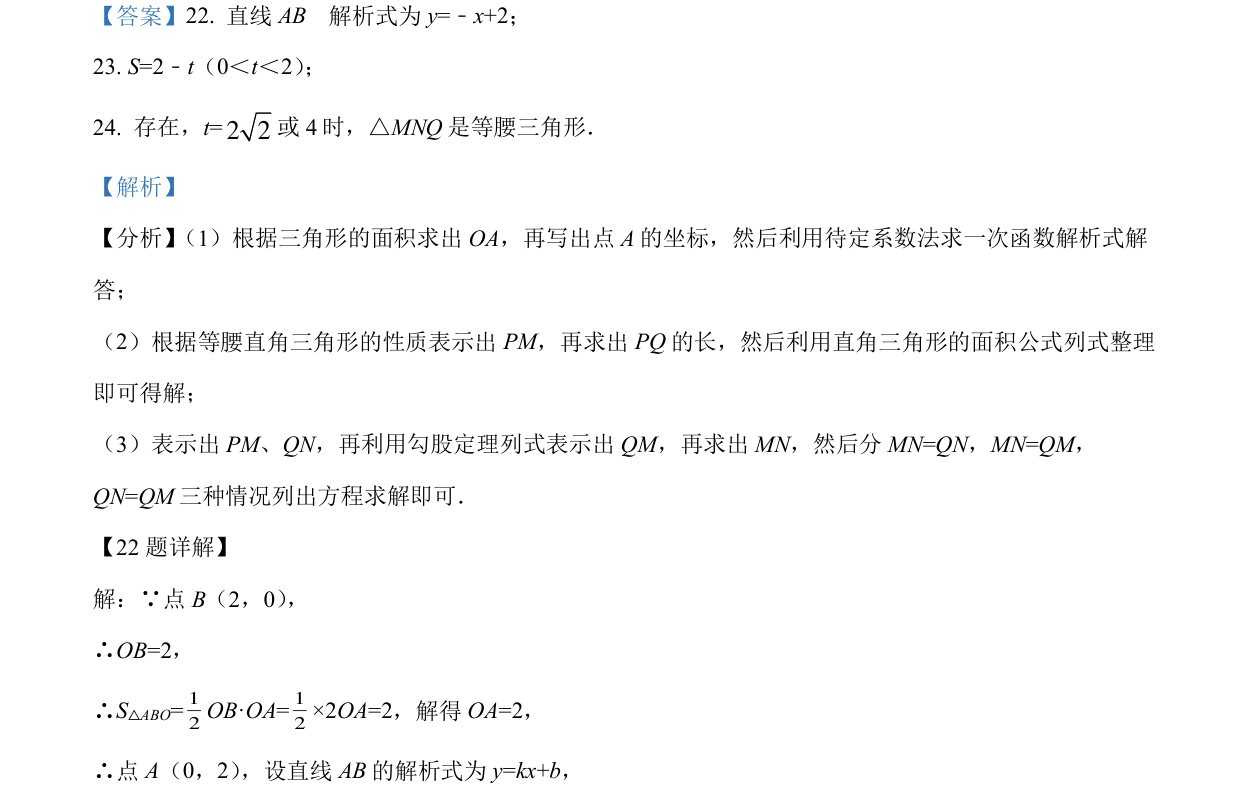 【答案】22. 直线 AB　解析式为 y=﹣x+2；
23. S=2﹣t（0＜t＜2）；
24. 存在，t=2√2 或 4 时，△MNQ 是等腰三角形．
【解析】
【分析】（1）根据三角形的面积求出 OA，再写出点 A 的坐标，然后利用待定系数法求一次函数解析式解
答；
（2）根据等腰直角三角形的性质表示出 PM，再求出 PQ 的长，然后利用直角三角形的面积公式列式整理
即可得解；
（3）表示出 PM、QN，再利用勾股定理列式表示出 QM，再求出 MN，然后分 MN=QN，MN=QM，
QN=QM 三种情况列出方程求解即可．
【22 题详解】
解：∵点 B（2，0），
∴OB=2，
∴S△ABO=1/2 OB·OA=1/2 ×2OA=2，解得 OA=2，
∴点 A（0，2），设直线 AB 的解析式为 y=kx+b，